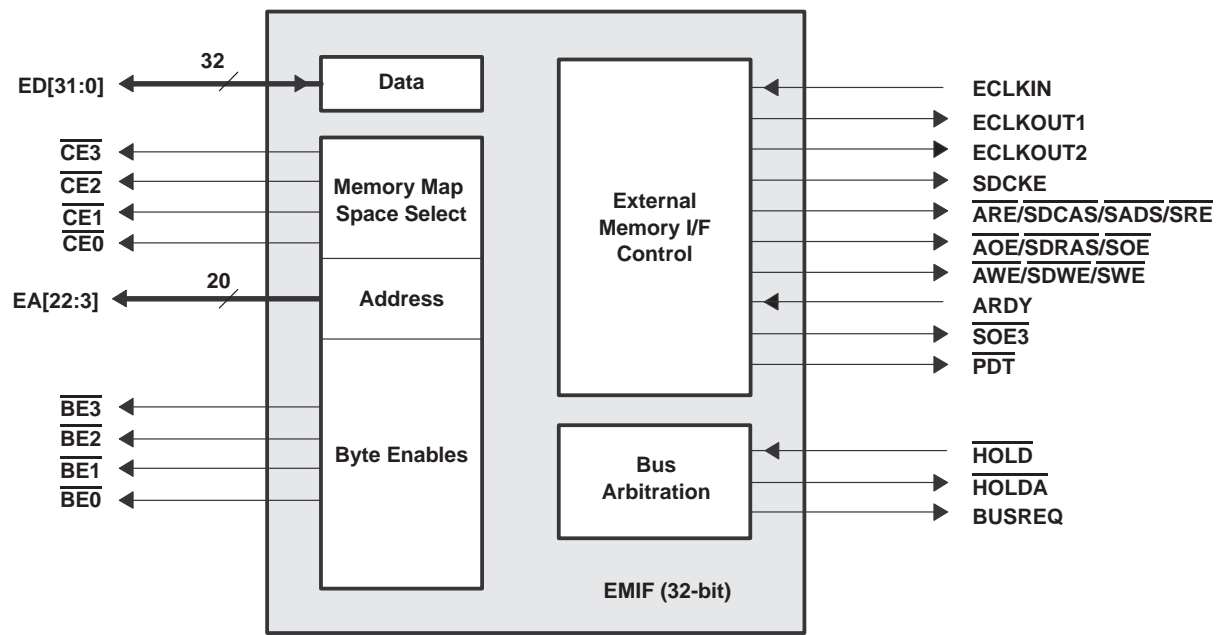 32
ED[31:0]
Data
CE3
CE2
CE1
CE0
Memory Map
Space Select
20
EA[22:3]
Address
BE3
BE2
BE1
BE0
Byte Enables
External
Memory I/F
Control
ECLKIN
ECLKOUT1
ECLKOUT2
SDCKE
ARE/SDCAS/SADS/SRE
AOE/SDRAS/SOE
AWE/SDWE/SWE
ARDY
SOE3
PDT
Bus
Arbitration
HOLD
HOLDA
BUSREQ
EMIF (32-bit)